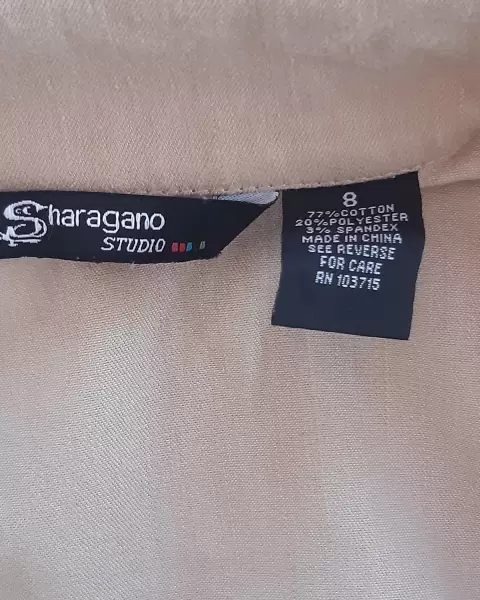 Sharagano
STUDIO
8
77% COTTON
20% POLYESTER
3% SPANDEX
MADE IN CHINA
SEE REVERSE
FOR CARE
RN 103715